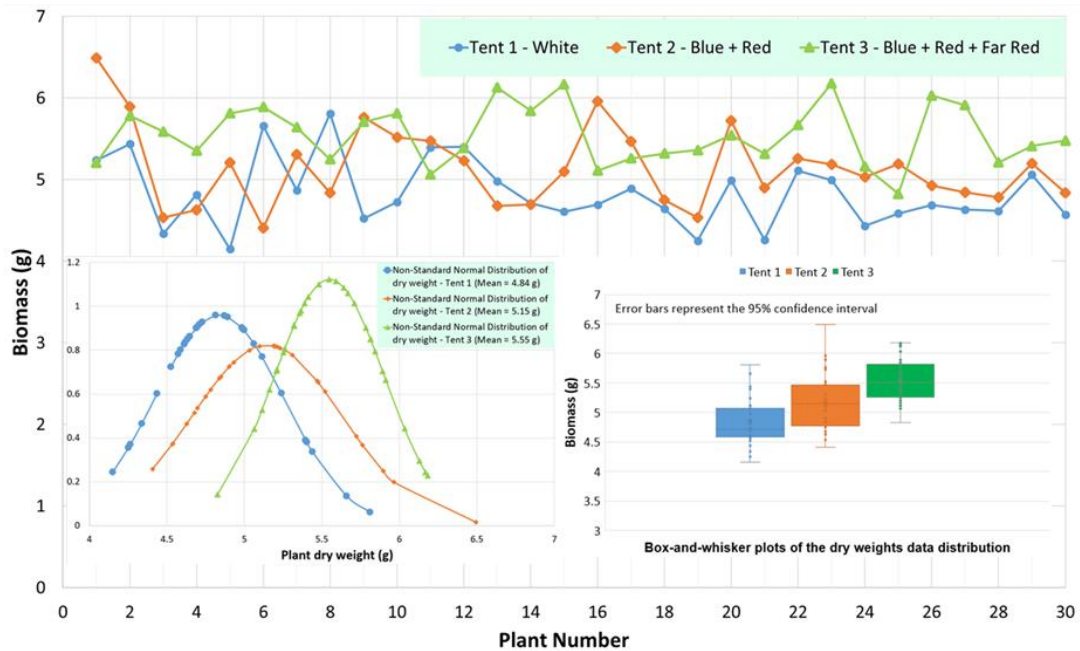 Tent 1 - White Tent 2 - Blue + Red Tent 3 - Blue + Red + Far Red
7
6
5
4
3
2
1
0
Biomass (g)
0 2 4 6 8 10 12 14 16 18 20 22 24 26 28 30
Plant Number
Non-Standard Normal Distribution of
dry weight - Tent 1 (Mean = 4.84 g)
Non-Standard Normal Distribution of
dry weight - Tent 2 (Mean = 5.15 g)
Non-Standard Normal Distribution of
dry weight - Tent 3 (Mean = 5.55 g)
1.2
1
0.8
0.6
0.4
0.2
0
4 4.5 5 5.5 6 6.5 7
Plant dry weight (g)
Tent 1 Tent 2 Tent 3
Error bars represent the 95% confidence interval
7
6.5
6
5.5
5
4.5
4
3.5
3
Biomass (g)
Box-and-whisker plots of the dry weights data distribution